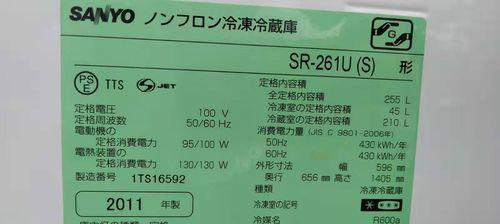 SANYO ノンフロン冷凍冷蔵庫
G
SR-261U (S) 形
PS E TTS S JET
定格電圧 100 V
定格周波数 50/60 Hz
電動機の
定格消費電力 95/100 W
電熱装置の
定格消費電力 130/130 W
製造番号 1TS16592
2011 年製
定格内容積
全定格内容積 255 L
冷凍室の定格内容積 45 L
冷蔵室の定格内容積 210 L
消費電力量 (JIS C 9801-2006年)
50Hz 430 kWh/年
60Hz 430 kWh/年
外形寸法 幅 596 mm
奥行 656 mm 高さ 1405 mm
種類 冷凍冷蔵庫
冷凍室の記号
冷媒 R600a